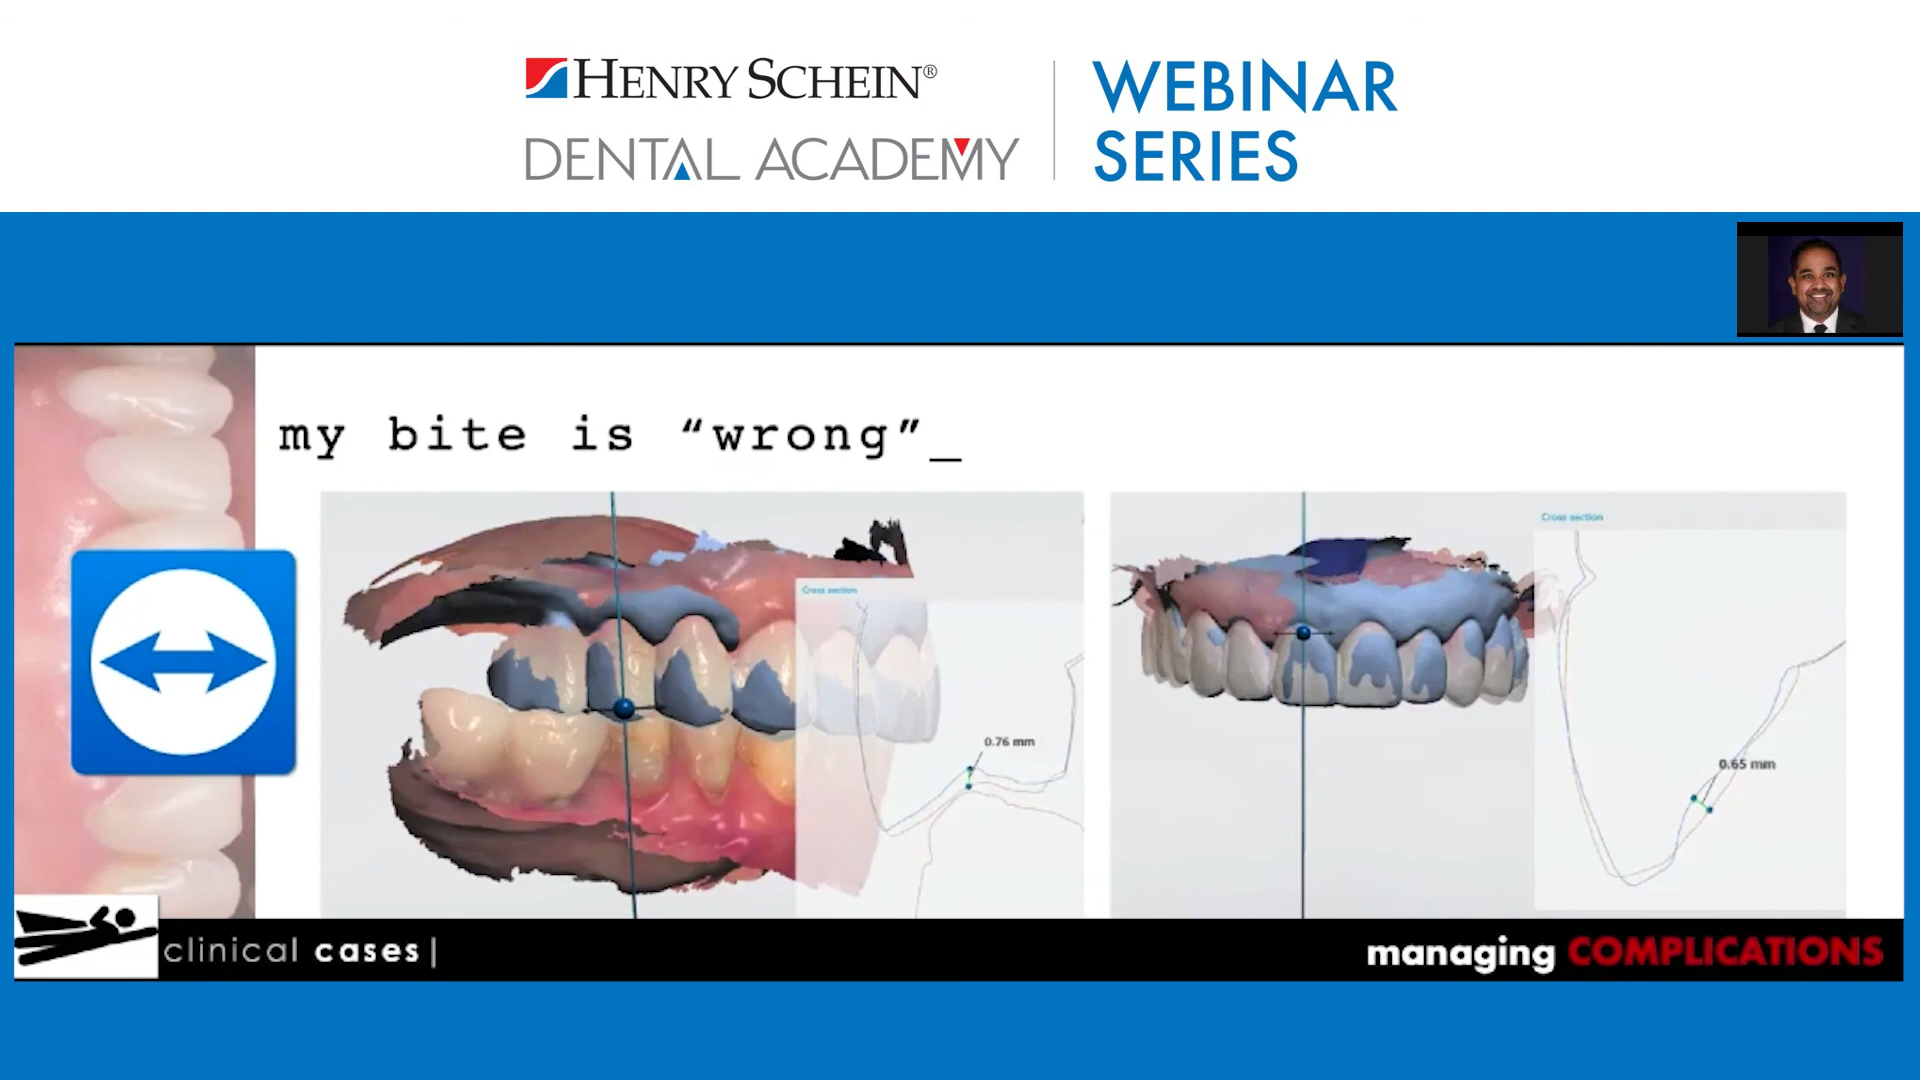 HENRY SCHEIN®
DENTAL ACADEMY
WEBINAR
SERIES
my bite is “wrong”_
Cross section
0.76 mm
Cross section
0.65 mm
clinical cases|
managing COMPLICATIONS